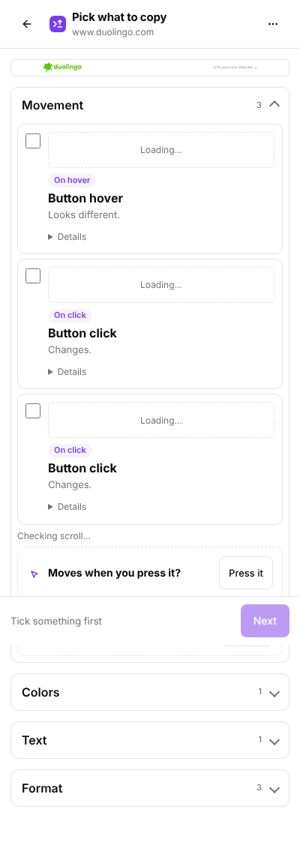 Pick what to copy
www.duolingo.com
duolingo
Movement 3
Loading...
On hover
Button hover
Looks different.
Details
Loading...
On click
Button click
Changes.
Details
Loading...
On click
Button click
Changes.
Details
Checking scroll...
Moves when you press it? Press it
Tick something first Next
Colors 1
Text 1
Format 3